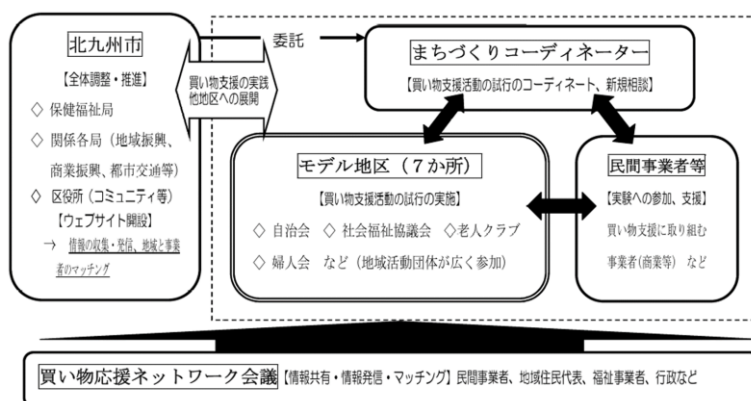 北九州市
【全体調整・推進】
◇ 保健福祉局
◇ 関係各局（地域振興、
商業振興、都市交通等）
◇ 区役所（コミュニティ等）
【ウェブサイト開設】
→ 情報の収集・発信、地域と事業
者のマッチング
委託
買い物支援の実践
他地区への展開
まちづくりコーディネーター
【買い物支援活動の試行のコーディネート、新規相談】
モデル地区（７か所）
【買い物支援活動の試行の実施】
◇ 自治会 ◇ 社会福祉協議会 ◇老人クラブ
◇ 婦人会 など（地域活動団体が広く参加）
民間事業者等
【実験への参加、支援】
買い物支援に取り組む
事業者(商業等) など
買い物応援ネットワーク会議【情報共有・情報発信・マッチング】民間事業者、地域住民代表、福祉事業者、行政など